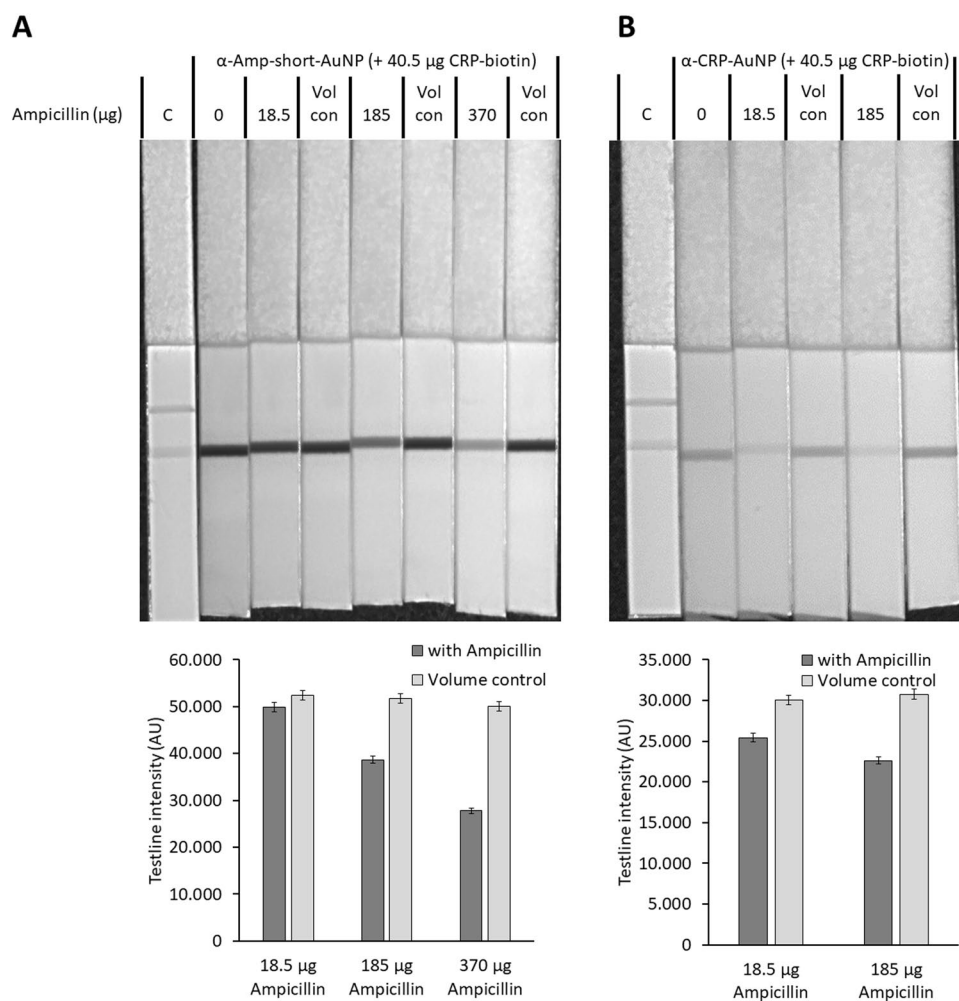 A
α-Amp-short-AuNP (+ 40.5 µg CRP-biotin)
Ampicillin (µg) C 0 18.5 Vol con 185 Vol con 370 Vol con
B
α-CRP-AuNP (+ 40.5 µg CRP-biotin)
C 0 18.5 Vol con 185 Vol con
60.000
50.000
40.000
30.000
20.000
10.000
0
Testline intensity (AU)
with Ampicillin
Volume control
18.5 µg Ampicillin
185 µg Ampicillin
370 µg Ampicillin
35.000
30.000
25.000
20.000
15.000
10.000
5.000
0
Testline intensity (AU)
with Ampicillin
Volume control
18.5 µg Ampicillin
185 µg Ampicillin